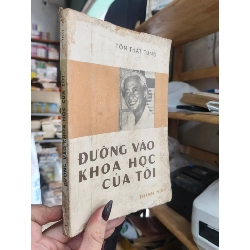 TÔN THẤT TÙNG
ĐƯỜNG VÀO
KHOA HỌC
CỦA TÔI